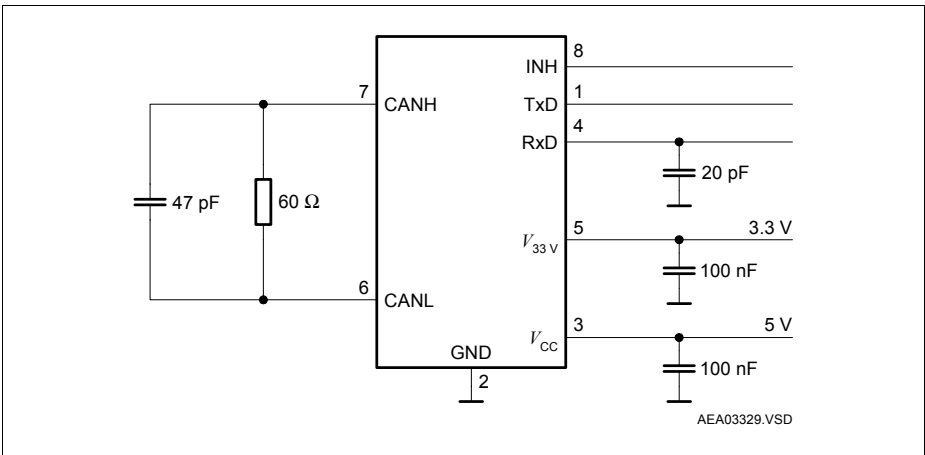 8
INH
1
7
CANH
TxD
4
RxD
20 pF
47 pF
60 Ω
5
3.3 V
V33 V
100 nF
6
CANL
3
5 V
VCC
GND
100 nF
2
AEA03329.VSD